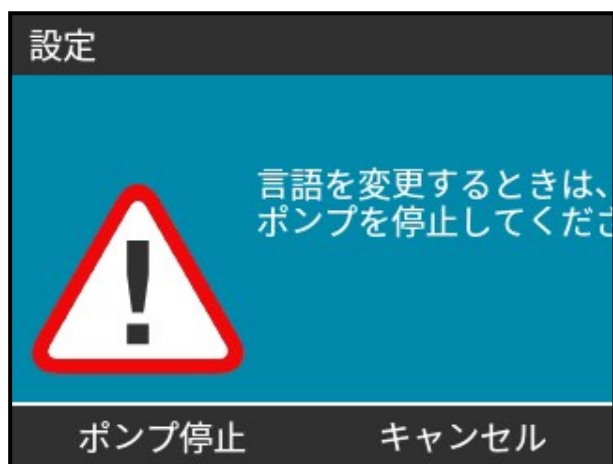 設定
言語を変更するときは、
ポンプを停止してくださ
ポンプ停止
キャンセル